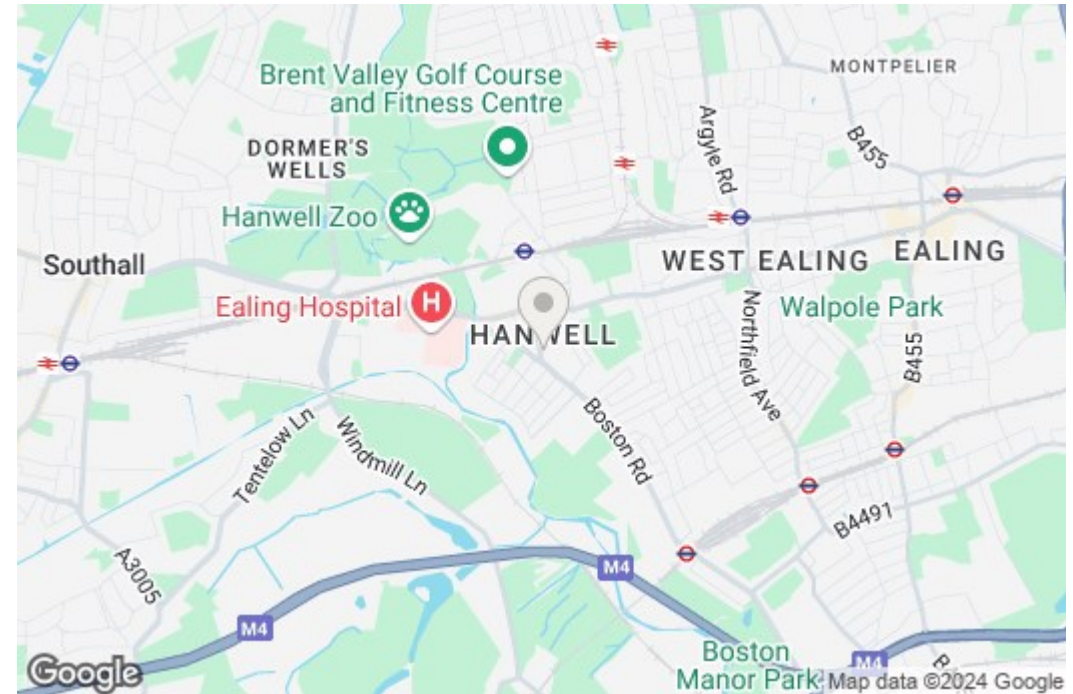 Brent Valley Golf Course
and Fitness Centre
MONTPELIER
Argyle Rd
B455
DORMER'S
WELLS
Hanwell Zoo
Southall
WEST EALING
EALING
Ealing Hospital
H
HANWELL
Walpole Park
Northfield Ave
B455
Boston Rd
Tentelow Ln
Windmill Ln
B4491
A3005
M4
M4
Boston
Manor Park
M4
Google
Map data ©2024 Google